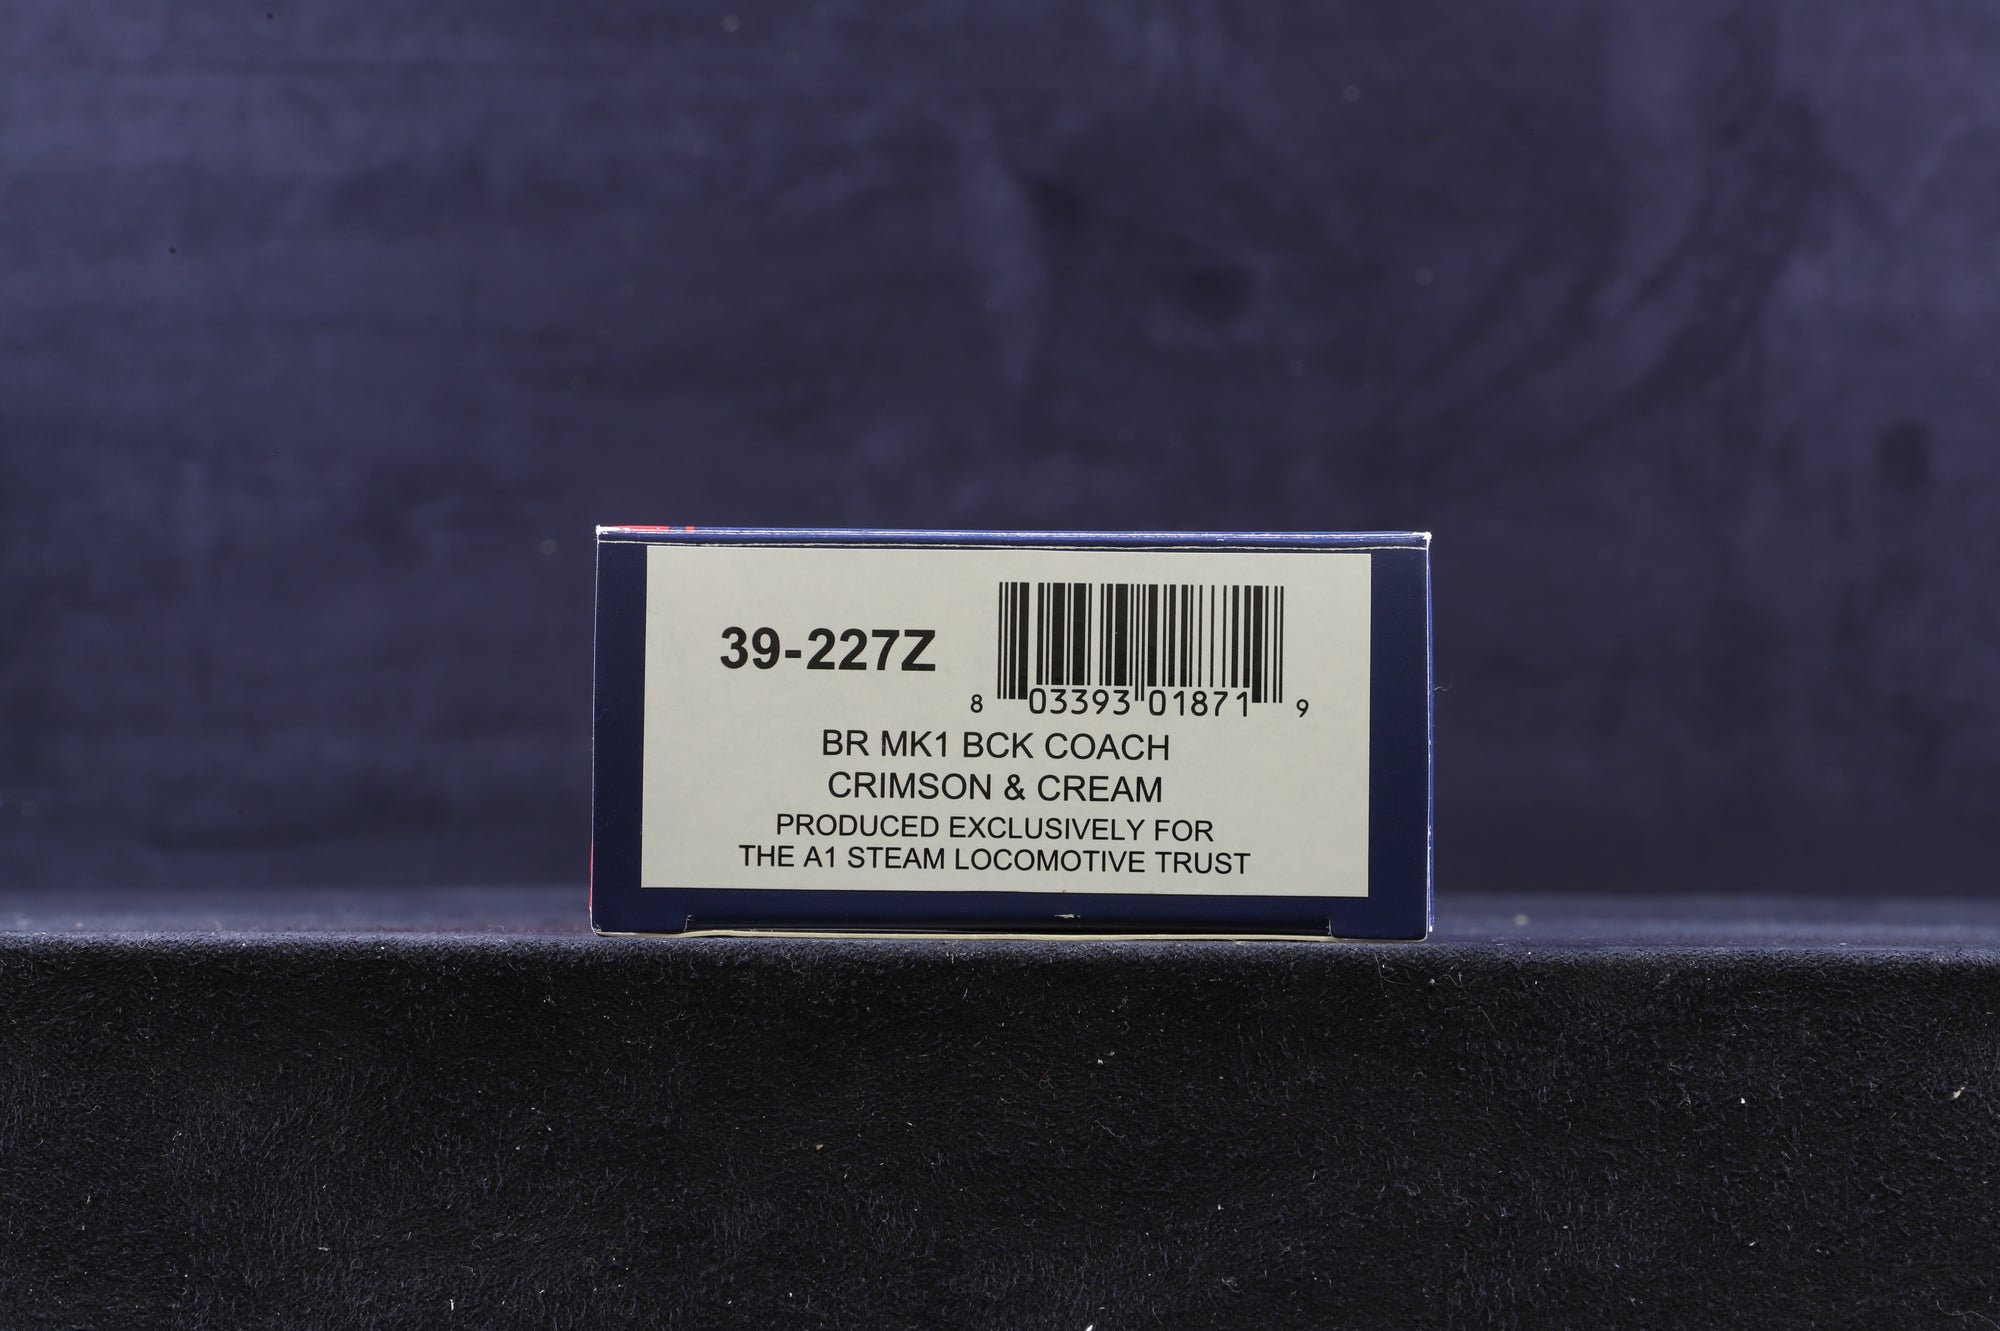 39-227Z
8 03393 01871 9
BR MK1 BCK COACH
CRIMSON & CREAM
PRODUCED EXCLUSIVELY FOR
THE A1 STEAM LOCOMOTIVE TRUST